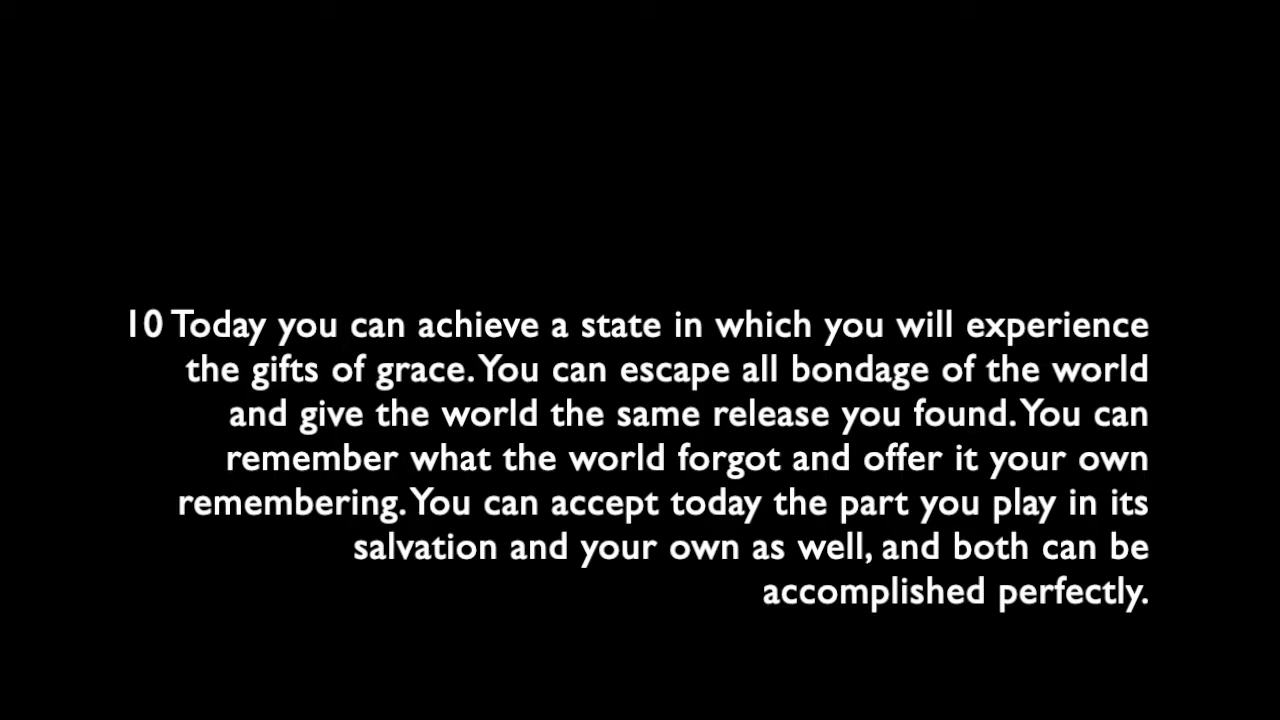 10 Today you can achieve a state in which you will experience
the gifts of grace. You can escape all bondage of the world
and give the world the same release you found. You can
remember what the world forgot and offer it your own
remembering. You can accept today the part you play in its
salvation and your own as well, and both can be
accomplished perfectly.